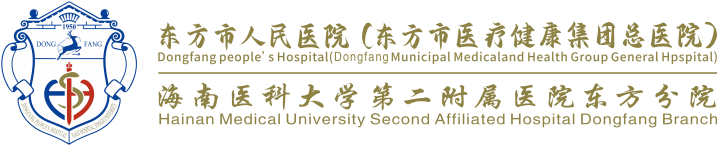 1950
DONG FANG
东方市人民医院（东方市医疗健康集团总医院）
Dongfang people's Hospital(Dongfang Municipal Medicaland Health Group General Hpspital)
海南医科大学第二附属医院东方分院
Hainan Medical University Second Affiliated Hospital Dongfang Branch